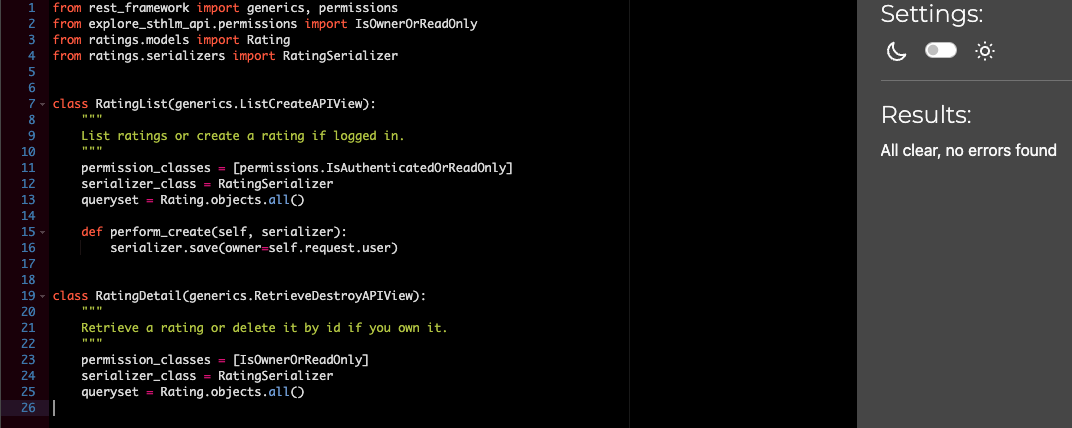 1 from rest_framework import generics, permissions
2 from explore_sthlm_api.permissions import IsOwnerOrReadOnly
3 from ratings.models import Rating
4 from ratings.serializers import RatingSerializer
5
6
7 class RatingList(generics.ListCreateAPIView):
8     """
9     List ratings or create a rating if logged in.
10     """
11     permission_classes = [permissions.IsAuthenticatedOrReadOnly]
12     serializer_class = RatingSerializer
13     queryset = Rating.objects.all()
14
15     def perform_create(self, serializer):
16         serializer.save(owner=self.request.user)
17
18
19 class RatingDetail(generics.RetrieveDestroyAPIView):
20     """
21     Retrieve a rating or delete it by id if you own it.
22     """
23     permission_classes = [IsOwnerOrReadOnly]
24     serializer_class = RatingSerializer
25     queryset = Rating.objects.all()
26
Settings:
Results:
All clear, no errors found